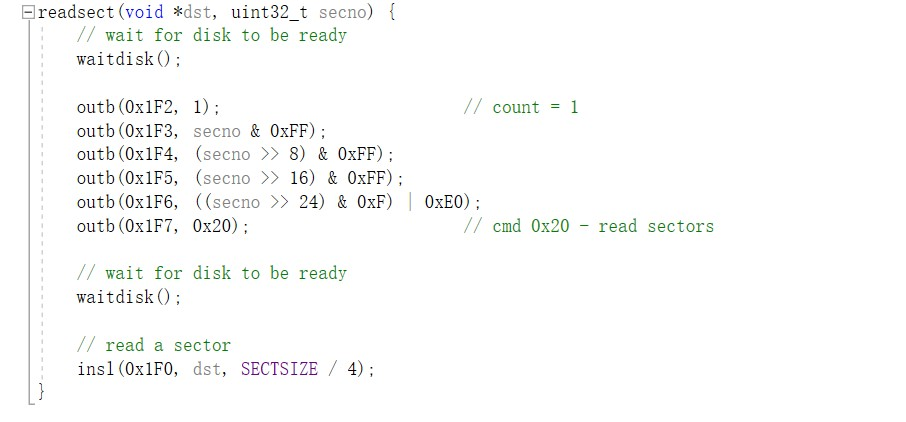 readsect(void *dst, uint32_t secno) {
// wait for disk to be ready
waitdisk();
outb(0x1F2, 1); // count = 1
outb(0x1F3, secno & 0xFF);
outb(0x1F4, (secno >> 8) & 0xFF);
outb(0x1F5, (secno >> 16) & 0xFF);
outb(0x1F6, ((secno >> 24) & 0xF) | 0xE0);
outb(0x1F7, 0x20); // cmd 0x20 - read sectors
// wait for disk to be ready
waitdisk();
// read a sector
insl(0x1F0, dst, SECTSIZE / 4);
}